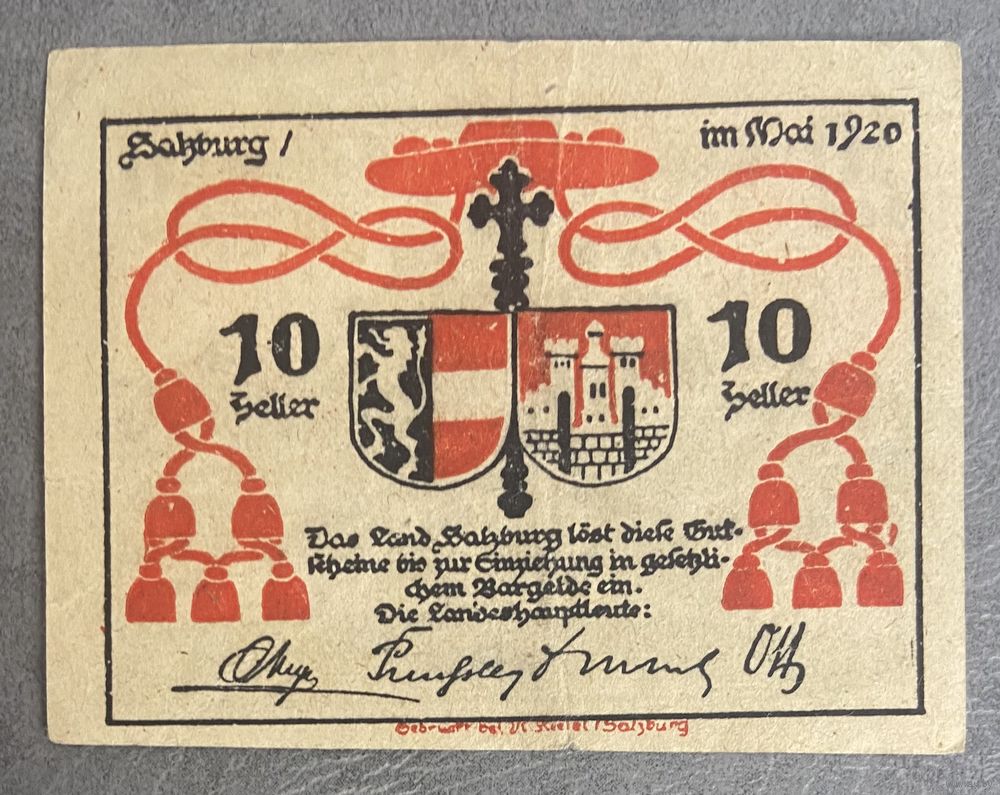 Salzburg /
im Mai 1920
10
Heller
10
Heller
Das Land Salzburg löst diese Gut-
scheine bis zur Einziehung in gesetzli-
chem Bargelde ein.
Die Landeshauptleute:
bei R. Kiesel / Salzburg